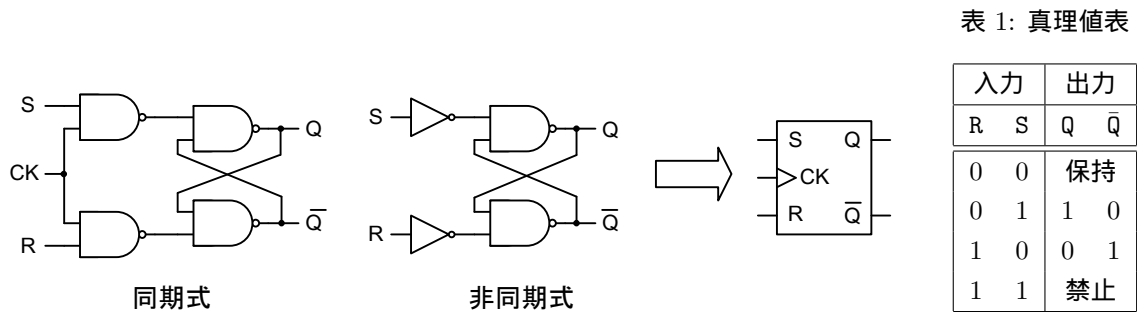 表 1: 真理値表
入力 出力
R S Q Q̄
0 0 保持
0 1 1 0
1 0 0 1
1 1 禁止
S
CK
R
Q
Q̄
同期式
S
R
Q
Q̄
非同期式
S Q
CK
R Q̄